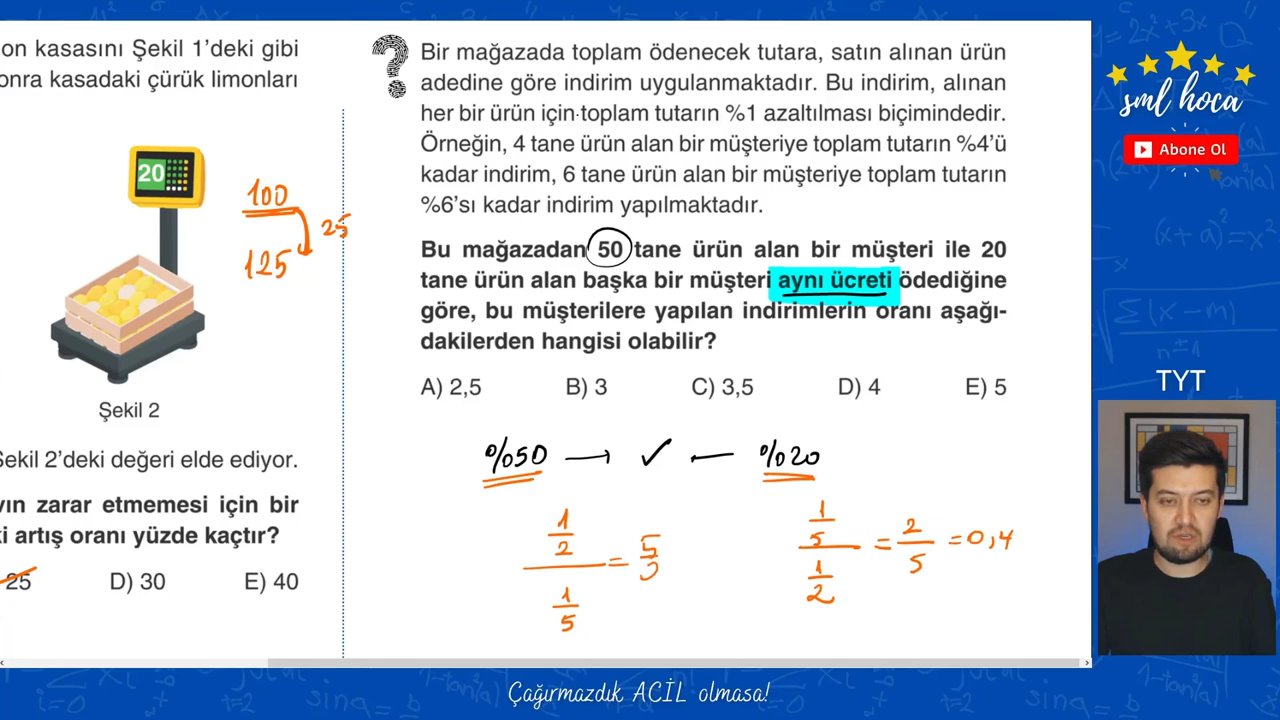 on kasasını Şekil 1'deki gibi
onra kasadaki çürük limonları
20
100
25
125
Şekil 2
Şekil 2'deki değeri elde ediyor.
vın zarar etmemesi için bir
ki artış oranı yüzde kaçtır?
25 D) 30 E) 40
Bir mağazada toplam ödenecek tutara, satın alınan ürün
adedine göre indirim uygulanmaktadır. Bu indirim, alınan
her bir ürün için toplam tutarın %1 azaltılması biçimindedir.
Örneğin, 4 tane ürün alan bir müşteriye toplam tutarın %4'ü
kadar indirim, 6 tane ürün alan bir müşteriye toplam tutarın
%6'sı kadar indirim yapılmaktadır.
Bu mağazadan 50 tane ürün alan bir müşteri ile 20
tane ürün alan başka bir müşteri aynı ücreti ödediğine
göre, bu müşterilere yapılan indirimlerin oranı aşağı-
dakilerden hangisi olabilir?
A) 2,5 B) 3 C) 3,5 D) 4 E) 5
%50 → ✓ ← %20
1/2 / 1/5 = 5/2
1/5 / 1/2 = 2/5 = 0,4
sml hoca
Abone Ol
TYT
Çağırmazdık ACİL olmasa!